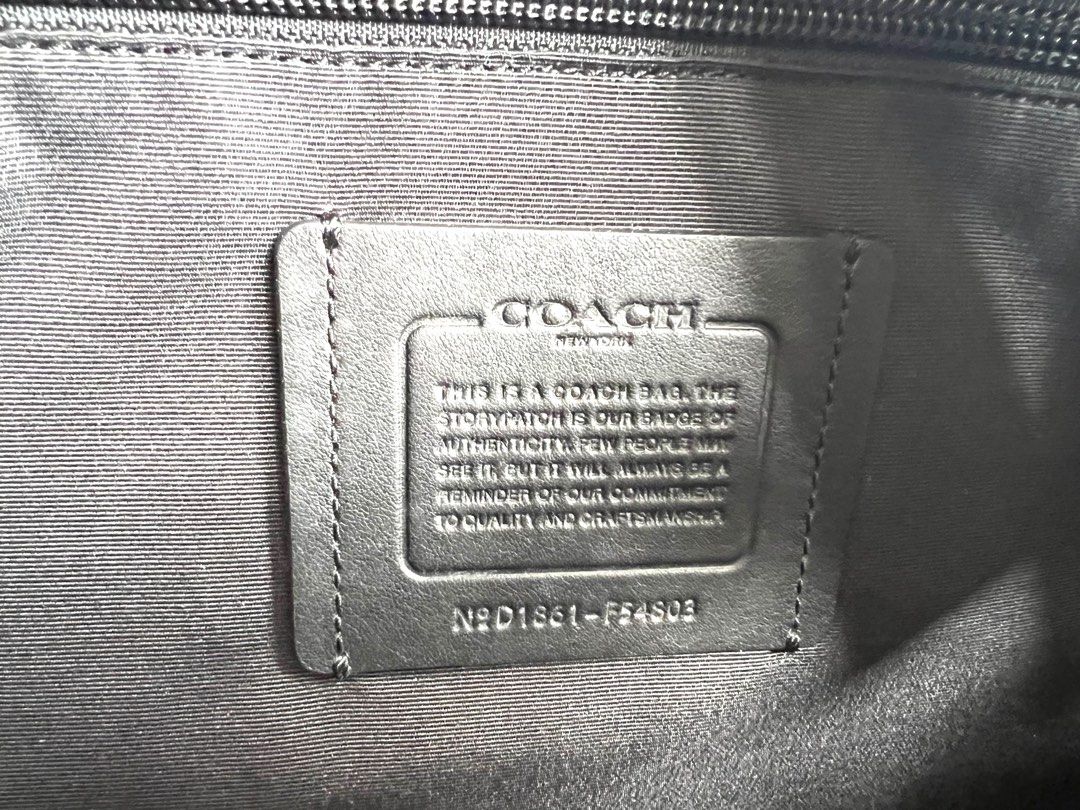 COACH
NEW YORK
THIS IS A COACH BAG. THE
STORYPATCH IS OUR BADGE OF
AUTHENTICITY. FEW PEOPLE MAY
SEE IT, BUT IT WILL ALWAYS BE A
REMINDER OF OUR COMMITMENT
TO QUALITY AND CRAFTSMANSHIP.
NºD1861-F54803